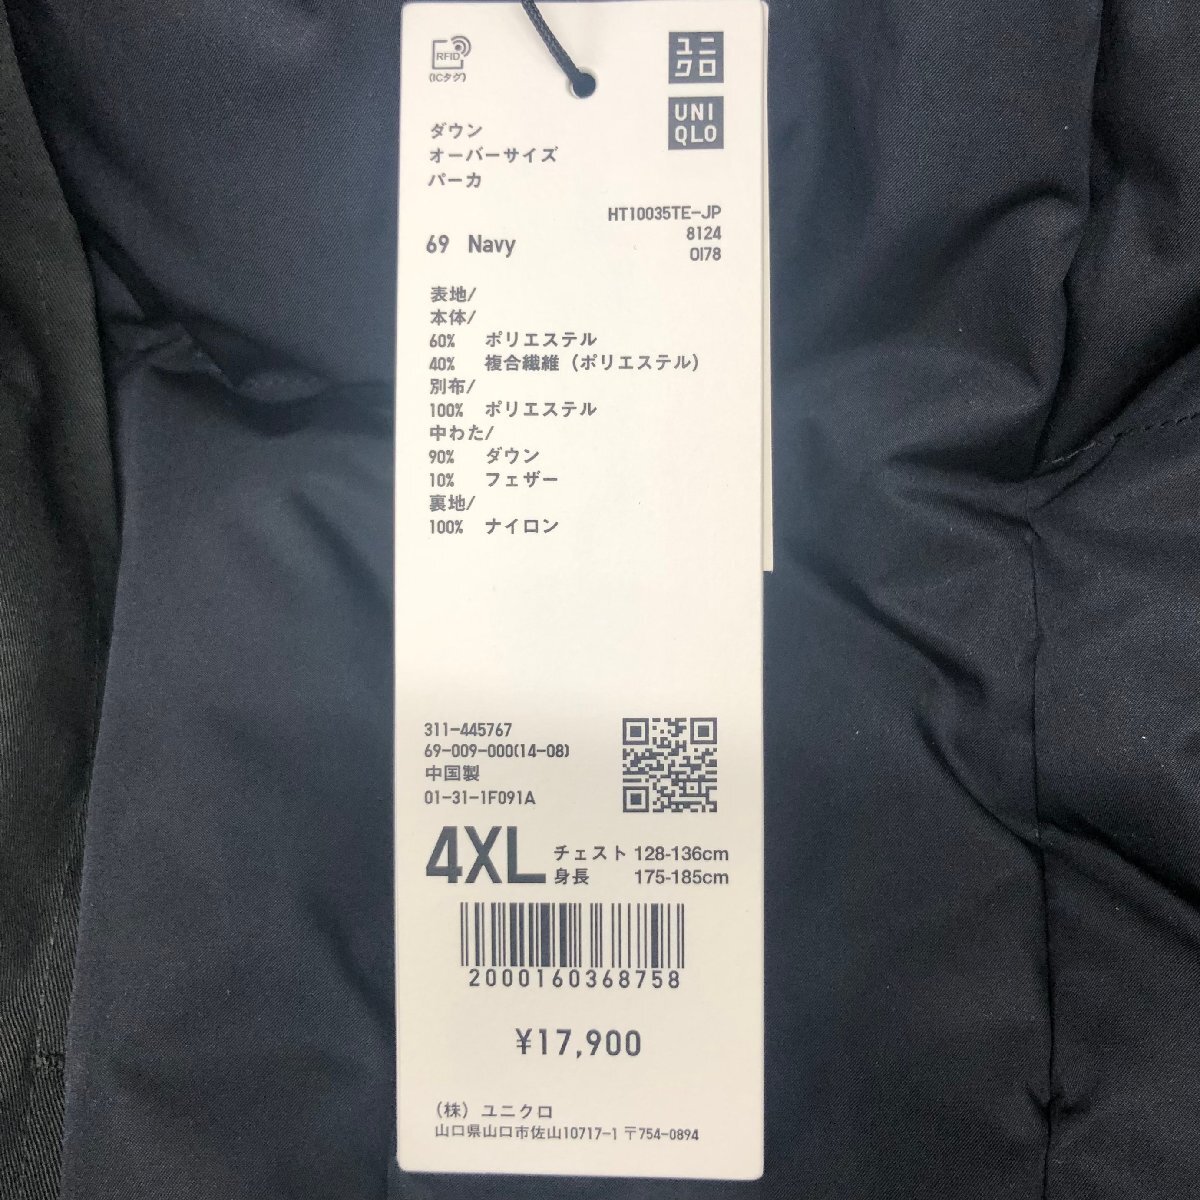 RFID
(ICタグ)
ユニ
クロ
UNI
QLO
ダウン
オーバーサイズ
パーカ
HT10035TE-JP
8124
0178
69 Navy
表地/
本体/
60% ポリエステル
40% 複合繊維(ポリエステル)
別布/
100% ポリエステル
中わた/
90% ダウン
10% フェザー
裏地/
100% ナイロン
311-445767
69-009-000(14-08)
中国製
01-31-1F091A
4XL
チェスト 128-136cm
身長 175-185cm
2000160368758
¥17,900
(株)ユニクロ
山口県山口市佐山10717-1 〒754-0894